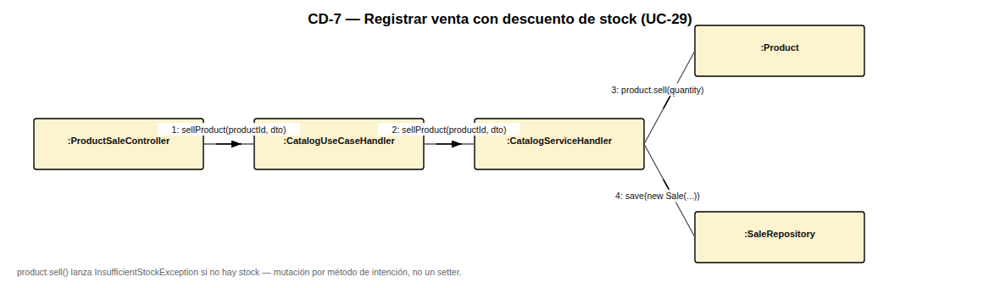 CD-7 — Registrar venta con descuento de stock (UC-29)
:Product
3: product.sell(quantity)
1: sellProduct(productId, dto)
2: sellProduct(productId, dto)
:ProductSaleController
:CatalogUseCaseHandler
:CatalogServiceHandler
4: save(new Sale(...))
:SaleRepository
product.sell() lanza InsufficientStockException si no hay stock — mutación por método de intención, no un setter.